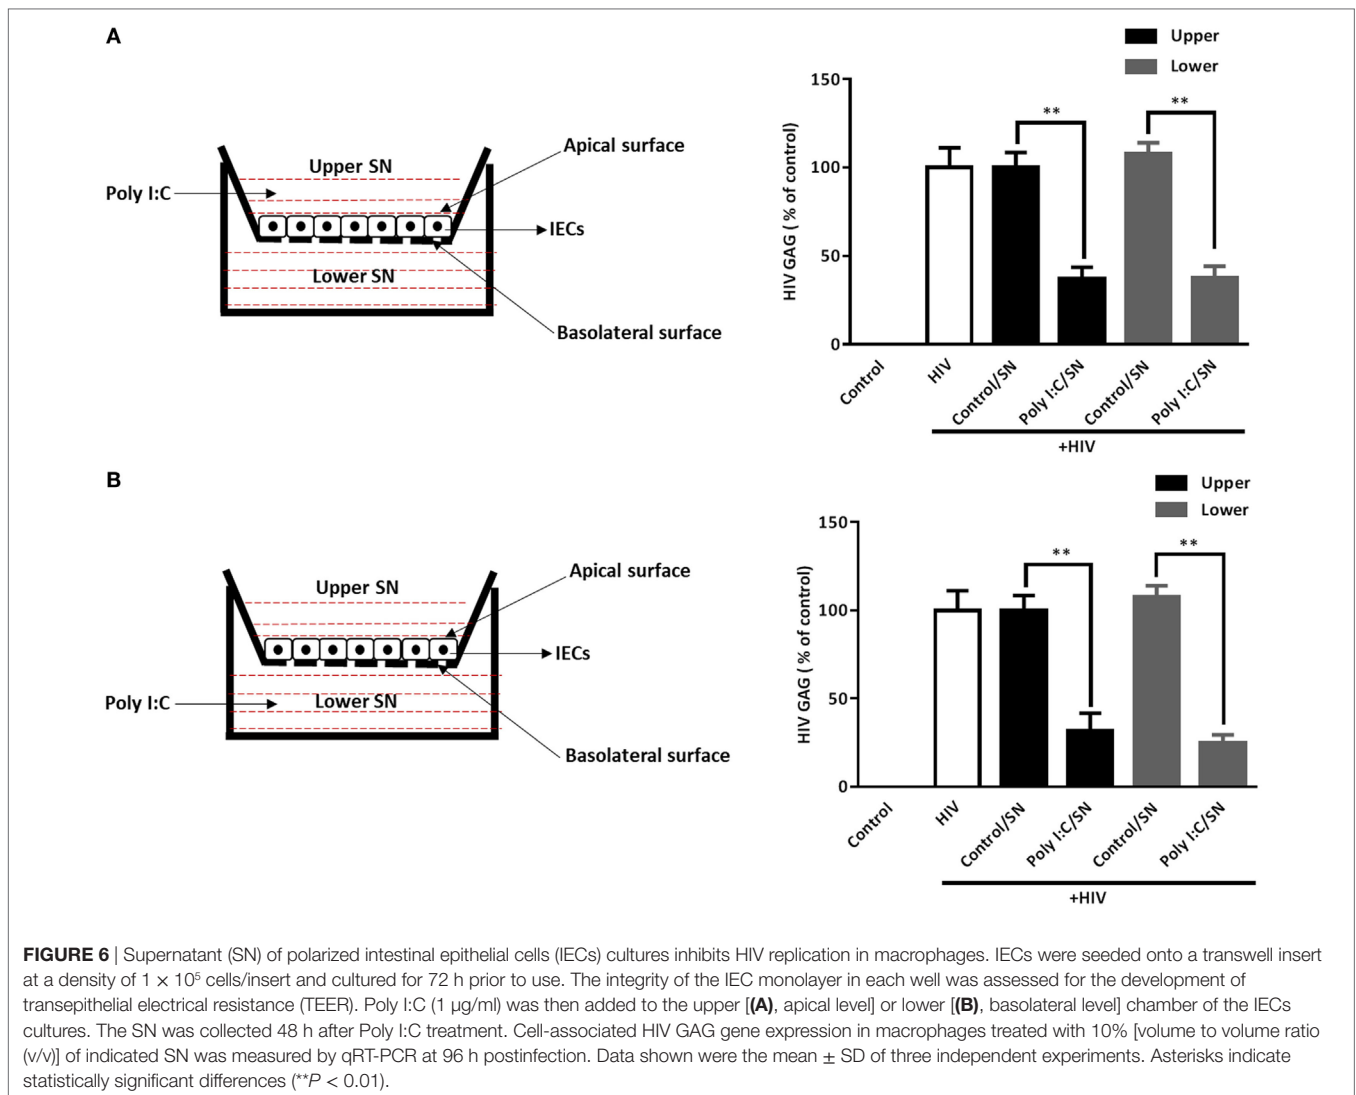 A
Upper
Lower
Upper SN
Apical surface
Poly I:C
IECs
Lower SN
Basolateral surface
HIV GAG ( % of control)
150
100
50
0
**
**
Control
HIV
Control/SN
Poly I:C/SN
Control/SN
Poly I:C/SN
+HIV
B
Upper
Lower
Upper SN
Apical surface
IECs
Poly I:C
Lower SN
Basolateral surface
HIV GAG ( % of control)
150
100
50
0
**
**
Control
HIV
Control/SN
Poly I:C/SN
Control/SN
Poly I:C/SN
+HIV
FIGURE 6 | Supernatant (SN) of polarized intestinal epithelial cells (IECs) cultures inhibits HIV replication in macrophages. IECs were seeded onto a transwell insert
at a density of 1 × 10⁵ cells/insert and cultured for 72 h prior to use. The integrity of the IEC monolayer in each well was assessed for the development of
transepithelial electrical resistance (TEER). Poly I:C (1 µg/ml) was then added to the upper [(A), apical level] or lower [(B), basolateral level] chamber of the IECs
cultures. The SN was collected 48 h after Poly I:C treatment. Cell-associated HIV GAG gene expression in macrophages treated with 10% [volume to volume ratio
(v/v)] of indicated SN was measured by qRT-PCR at 96 h postinfection. Data shown were the mean ± SD of three independent experiments. Asterisks indicate
statistically significant differences (**P < 0.01).